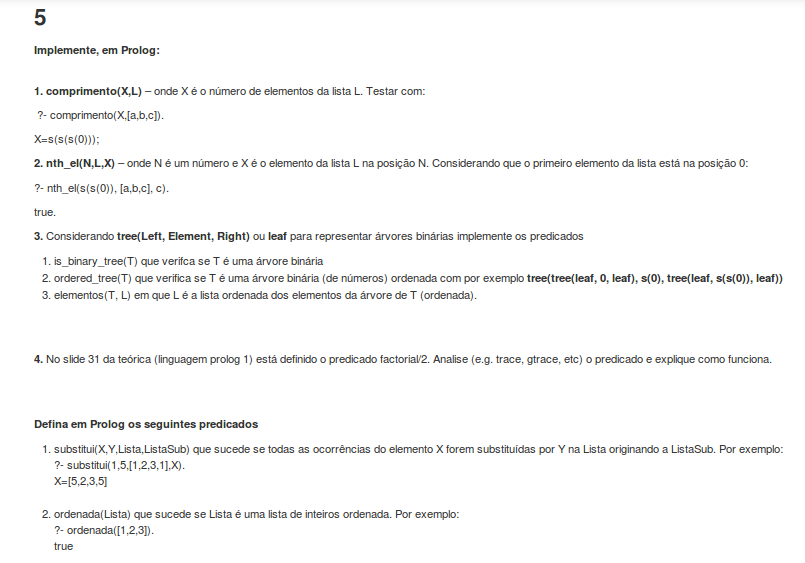 5
Implemente, em Prolog:
1. comprimento(X,L) – onde X é o número de elementos da lista L. Testar com:
?- comprimento(X,[a,b,c]).
X=s(s(s(0)));
2. nth_el(N,L,X) – onde N é um número e X é o elemento da lista L na posição N. Considerando que o primeiro elemento da lista está na posição 0:
?- nth_el(s(s(0)), [a,b,c], c).
true.
3. Considerando tree(Left, Element, Right) ou leaf para representar árvores binárias implemente os predicados
1. is_binary_tree(T) que verifca se T é uma árvore binária
2. ordered_tree(T) que verifica se T é uma árvore binária (de números) ordenada com por exemplo tree(tree(leaf, 0, leaf), s(0), tree(leaf, s(s(0)), leaf))
3. elementos(T, L) em que L é a lista ordenada dos elementos da árvore de T (ordenada).
4. No slide 31 da teórica (linguagem prolog 1) está definido o predicado factorial/2. Analise (e.g. trace, gtrace, etc) o predicado e explique como funciona.
Defina em Prolog os seguintes predicados
1. substitui(X,Y,Lista,ListaSub) que sucede se todas as ocorrências do elemento X forem substituídas por Y na Lista originando a ListaSub. Por exemplo:
?- substitui(1,5,[1,2,3,1],X).
X=[5,2,3,5]
2. ordenada(Lista) que sucede se Lista é uma lista de inteiros ordenada. Por exemplo:
?- ordenada([1,2,3]).
true